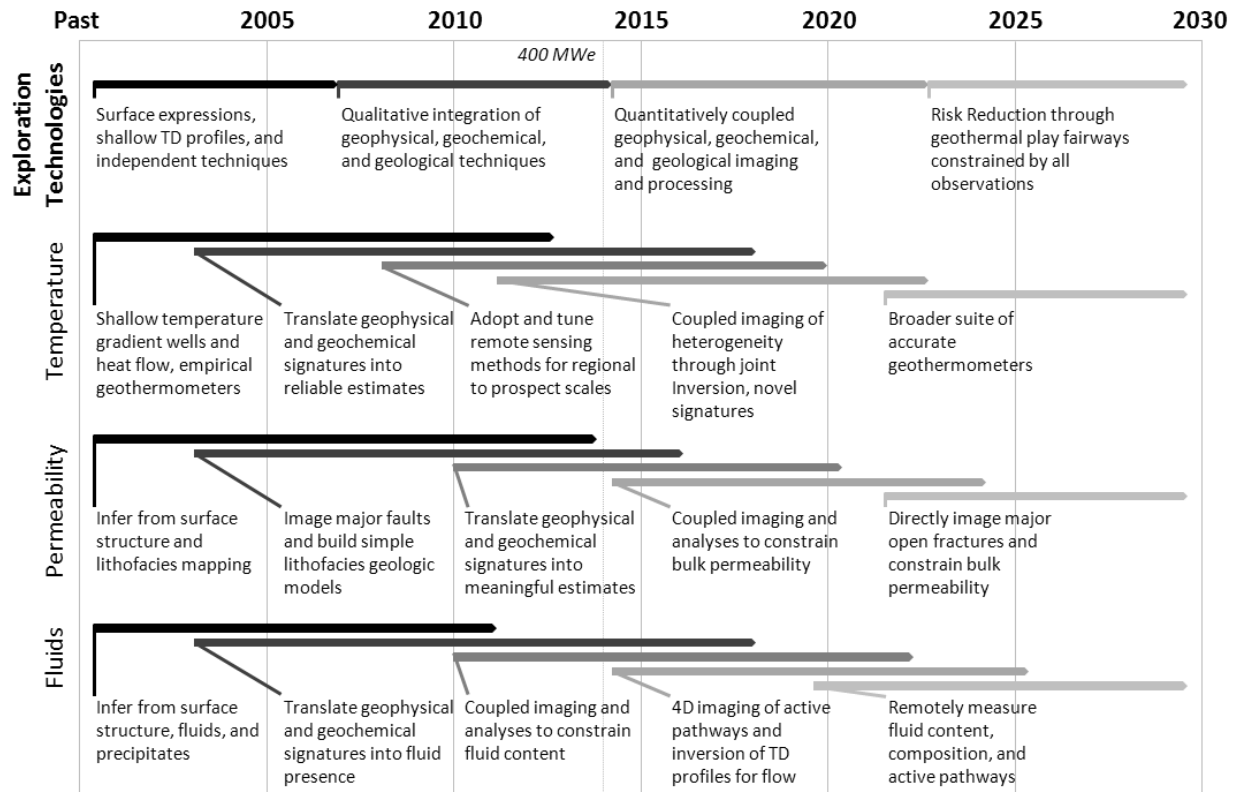 Past 2005 2010 2015 2020 2025 2030
400 MWe
Exploration
Technologies
Surface expressions,
shallow TD profiles, and
independent techniques
Qualitative integration of
geophysical, geochemical,
and geological techniques
Quantitatively coupled
geophysical, geochemical,
and geological imaging
and processing
Risk Reduction through
geothermal play fairways
constrained by all
observations
Temperature
Shallow temperature
gradient wells and
heat flow, empirical
geothermometers
Translate geophysical
and geochemical
signatures into
reliable estimates
Adopt and tune
remote sensing
methods for regional
to prospect scales
Coupled imaging of
heterogeneity
through joint
Inversion, novel
signatures
Broader suite of
accurate
geothermometers
Permeability
Infer from surface
structure and
lithofacies mapping
Image major faults
and build simple
lithofacies geologic
models
Translate geophysical
and geochemical
signatures into
meaningful estimates
Coupled imaging and
analyses to constrain
bulk permeability
Directly image major
open fractures and
constrain bulk
permeability
Fluids
Infer from surface
structure, fluids, and
precipitates
Translate geophysical
and geochemical
signatures into fluid
presence
Coupled imaging and
analyses to constrain
fluid content
4D imaging of active
pathways and
inversion of TD
profiles for flow
Remotely measure
fluid content,
composition, and
active pathways